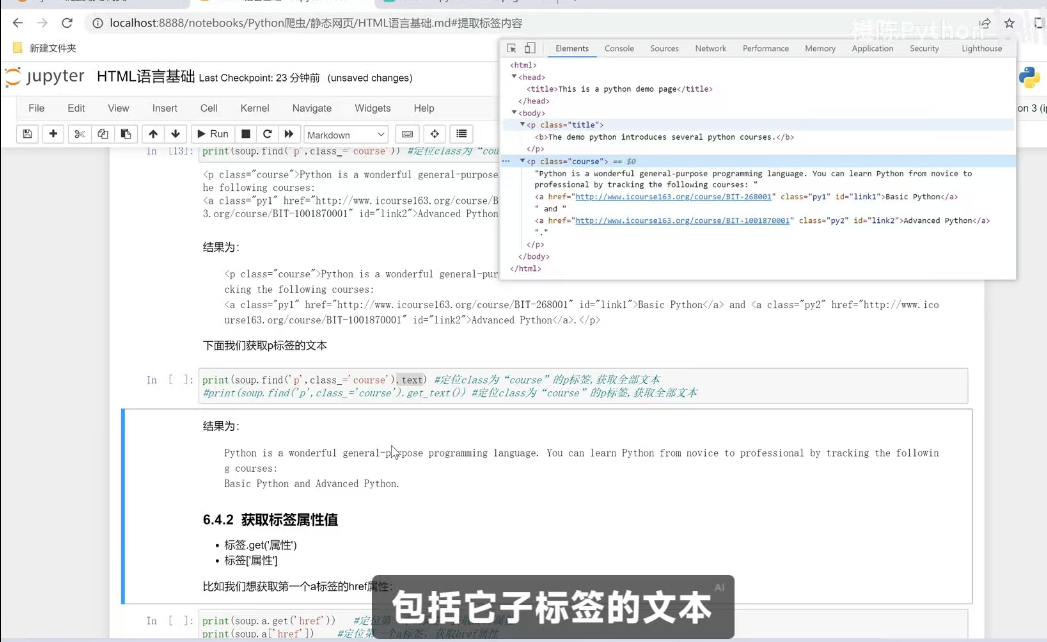 localhost:8888/notebooks/Python爬虫/静态网页/HTML语言基础.md#提取标签内容
新建文件夹
jupyter HTML语言基础 Last Checkpoint: 23 分钟前 (unsaved changes)
File Edit View Insert Cell Kernel Navigate Widgets Help
Run Markdown
Elements Console Sources Network Performance Memory Application Security Lighthouse
<html>
<head>
<title>This is a python demo page</title>
</head>
<body>
<p class="title">
<b>The demo python introduces several python courses.</b>
</p>
<p class="course"> == $0
"Python is a wonderful general-purpose programming language. You can learn Python from novice to
professional by tracking the following courses: "
<a href="http://www.icourse163.org/course/BIT-268001" class="py1" id="link1">Basic Python</a>
" and "
<a href="http://www.icourse163.org/course/BIT-1001870001" class="py2" id="link2">Advanced Python</a>
"."
</p>
</body>
</html>
In [13]: print(soup.find('p',class_='course')) #定位class为“cou
<p class="course">Python is a wonderful general-purpose
he following courses:
<a class="py1" href="http://www.icourse163.org/course/B
3.org/course/BIT-1001870001" id="link2">Advanced Python
结果为:
<p class="course">Python is a wonderful general-pur
cking the following courses:
<a class="py1" href="http://www.icourse163.org/course/BIT-268001" id="link1">Basic Python</a> and <a class="py2" href="http://www.ico
urse163.org/course/BIT-1001870001" id="link2">Advanced Python</a>.</p>
下面我们获取p标签的文本
In [ ]: print(soup.find('p',class_='course').text) #定位class为“course”的p标签,获取全部文本
#print(soup.find('p',class_='course').get_text()) #定位class为“course”的p标签,获取全部文本
结果为:
Python is a wonderful general-purpose programming language. You can learn Python from novice to professional by tracking the followin
g courses:
Basic Python and Advanced Python.
6.4.2 获取标签属性值
• 标签.get('属性')
• 标签['属性']
比如我们想获取第一个a标签的href属性:
In [ ]: print(soup.a.get('href')) #定位第
print(soup.a['href']) #定位第一个a标签，获取href属性
AI
包括它子标签的文本